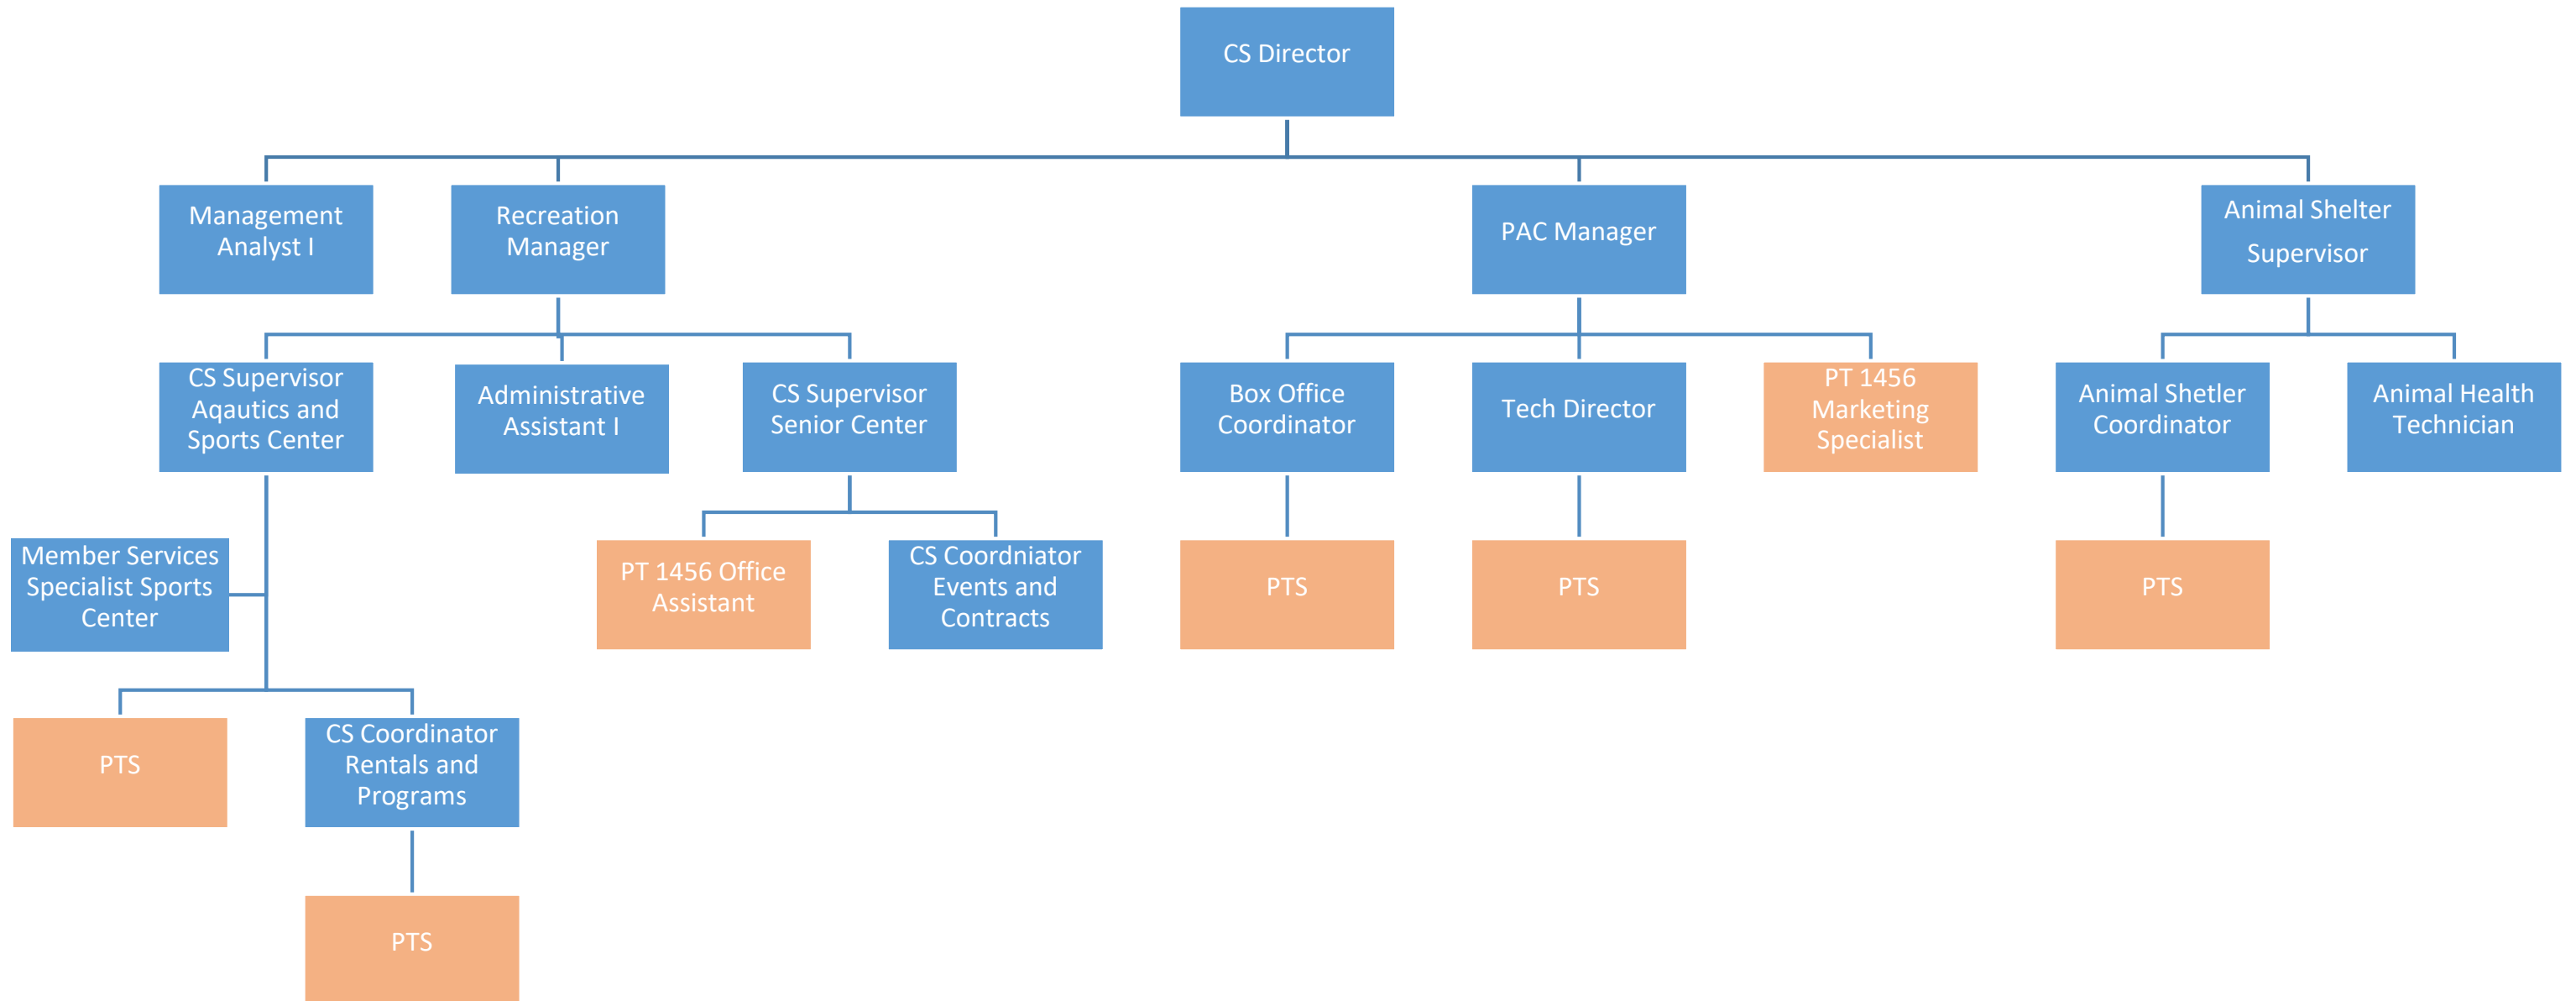 CS Director
Management
Analyst I
Recreation
Manager
PAC Manager
Animal Shelter
Supervisor
CS Supervisor
Aqautics and
Sports Center
Administrative
Assistant I
CS Supervisor
Senior Center
Box Office
Coordinator
Tech Director
PT 1456
Marketing
Specialist
Animal Shetler
Coordinator
Animal Health
Technician
Member Services
Specialist Sports
Center
PT 1456 Office
Assistant
CS Coordniator
Events and
Contracts
PTS
PTS
PTS
PTS
CS Coordinator
Rentals and
Programs
PTS